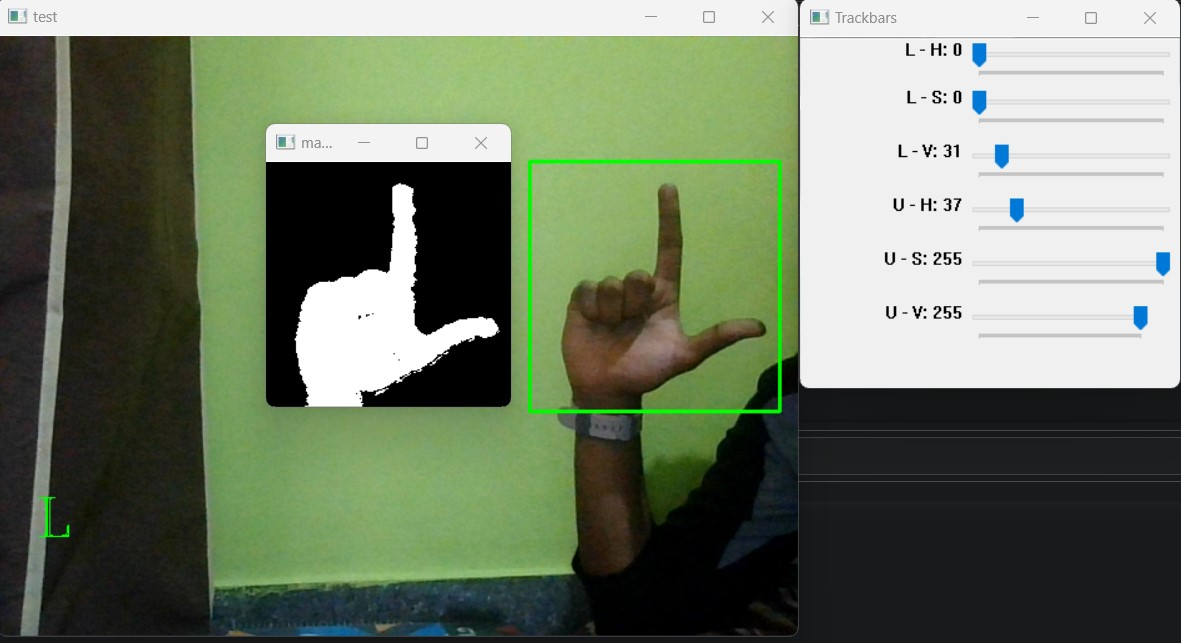 test
Trackbars
ma...
L - H: 0
L - S: 0
L - V: 31
U - H: 37
U - S: 255
U - V: 255
L